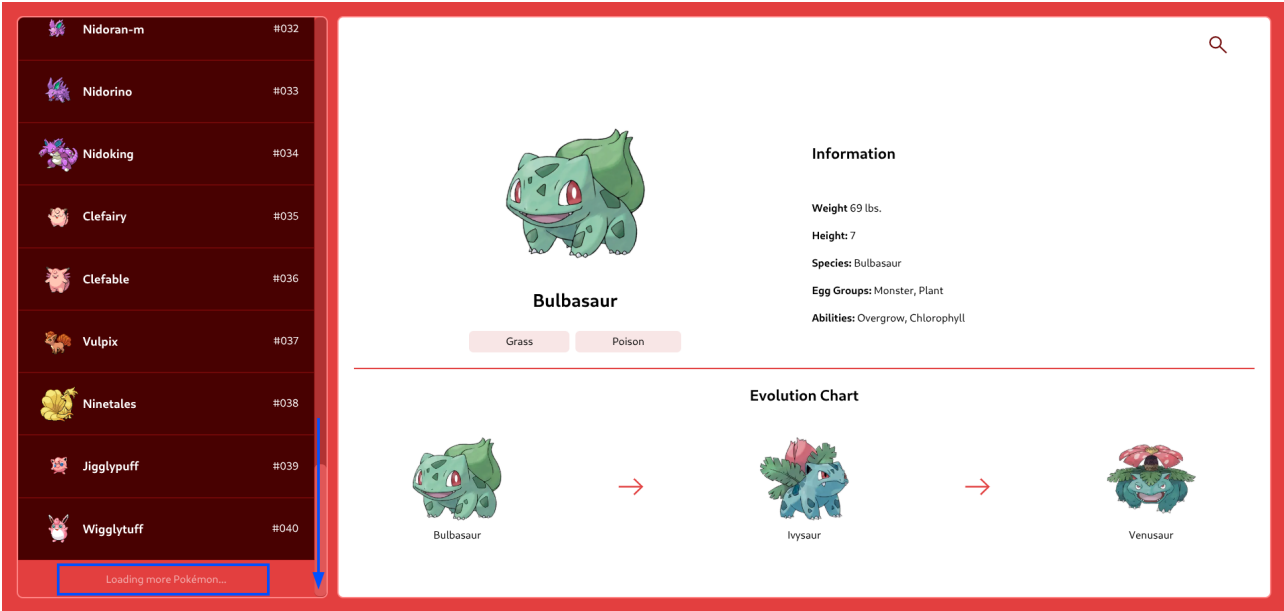 Nidoran-m #032
Nidorino #033
Nidoking #034
Clefairy #035
Clefable #036
Vulpix #037
Ninetales #038
Jigglypuff #039
Wigglytuff #040
Loading more Pokémon...
Bulbasaur
Grass Poison
Information
Weight 69 lbs.
Height: 7
Species: Bulbasaur
Egg Groups: Monster, Plant
Abilities: Overgrow, Chlorophyll
Evolution Chart
Bulbasaur Ivysaur Venusaur